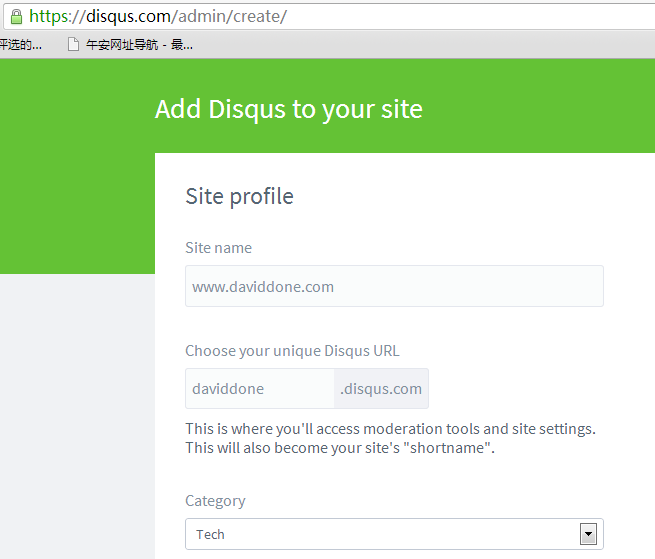 https://disqus.com/admin/create/
评选的... 午安网址导航 - 最...
Add Disqus to your site
Site profile
Site name
www.daviddone.com
Choose your unique Disqus URL
daviddone .disqus.com
This is where you'll access moderation tools and site settings.
This will also become your site's "shortname".
Category
Tech